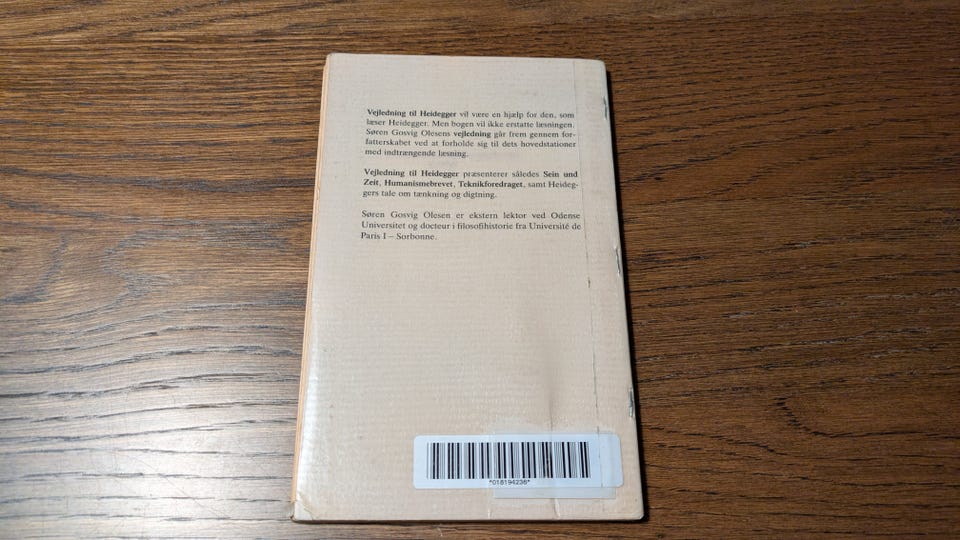 Vejledning til Heidegger vil være en hjælp for den, som
læser Heidegger. Men bogen vil ikke erstatte læsningen.
Søren Gosvig Olesens vejledning går frem gennem for-
fatterskabet ved at forholde sig til dets hovedstationer
med indtrængende læsning.
Vejledning til Heidegger præsenterer således Sein und
Zeit, Humanismebrevet, Teknikforedraget, samt Heideg-
gers tale om tænkning og digtning.
Søren Gosvig Olesen er ekstern lektor ved Odense
Universitet og docteur i filosofihistorie fra Université de
Paris I – Sorbonne.
*018194236*